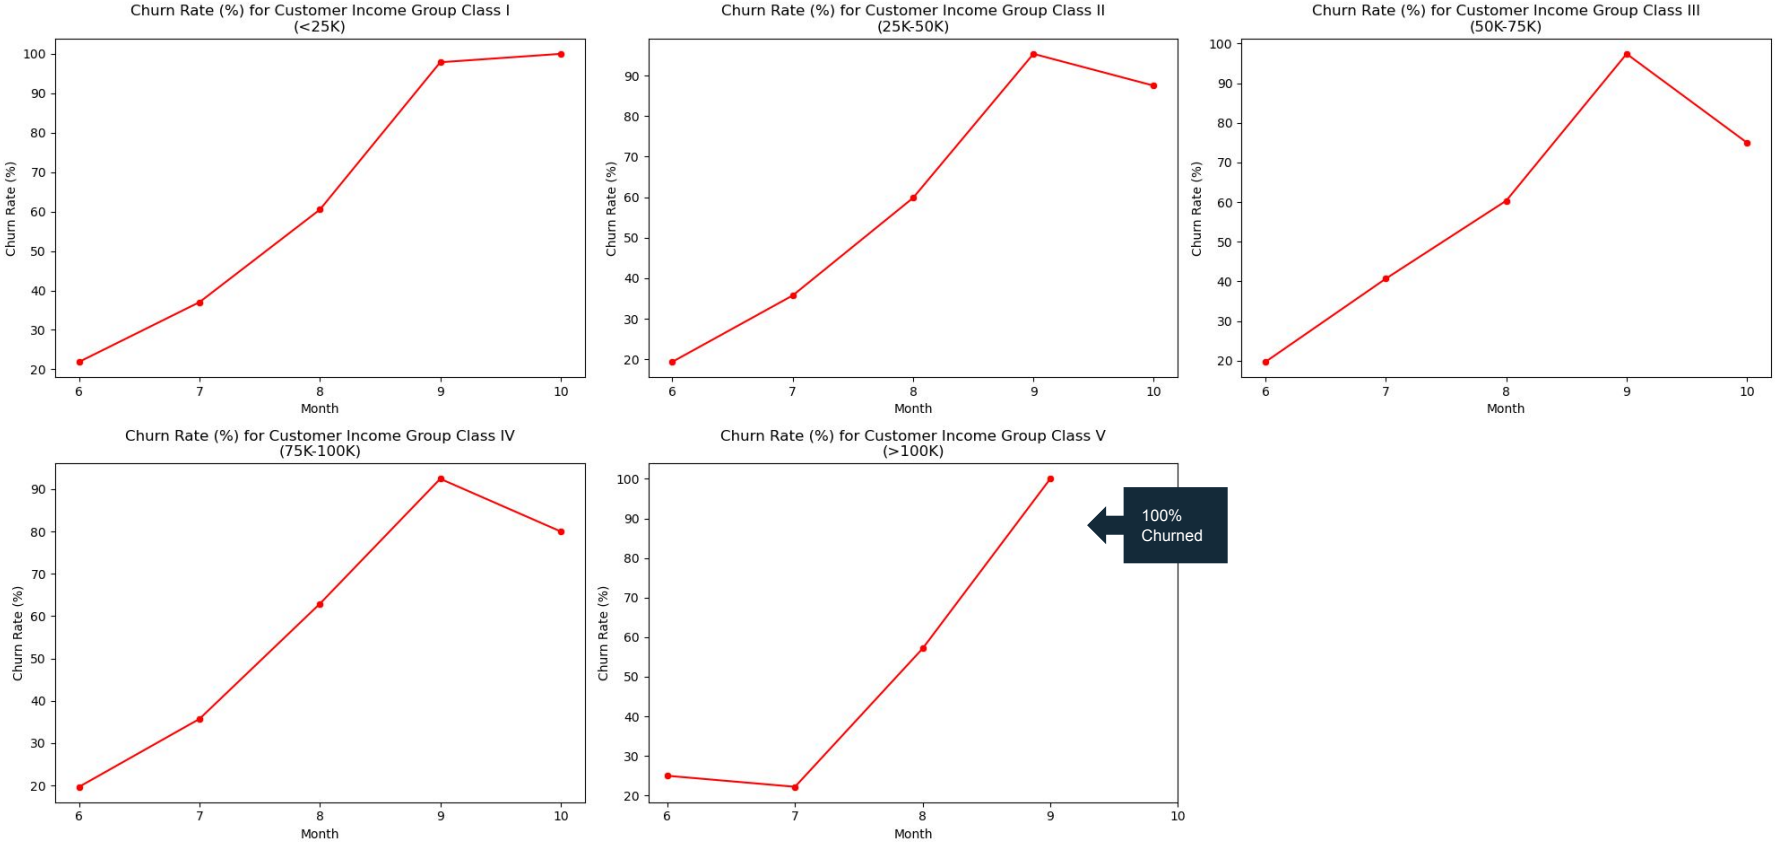 Churn Rate (%) for Customer Income Group Class I
(<25K)
100
90
80
70
60
50
40
30
20
Churn Rate (%)
6 7 8 9 10
Month
Churn Rate (%) for Customer Income Group Class II
(25K-50K)
90
80
70
60
50
40
30
20
Churn Rate (%)
6 7 8 9 10
Month
Churn Rate (%) for Customer Income Group Class III
(50K-75K)
100
90
80
70
60
50
40
30
20
Churn Rate (%)
6 7 8 9 10
Month
Churn Rate (%) for Customer Income Group Class IV
(75K-100K)
90
80
70
60
50
40
30
20
Churn Rate (%)
6 7 8 9 10
Month
Churn Rate (%) for Customer Income Group Class V
(>100K)
100
90
80
70
60
50
40
30
20
Churn Rate (%)
6 7 8 9 10
Month
100%
Churned